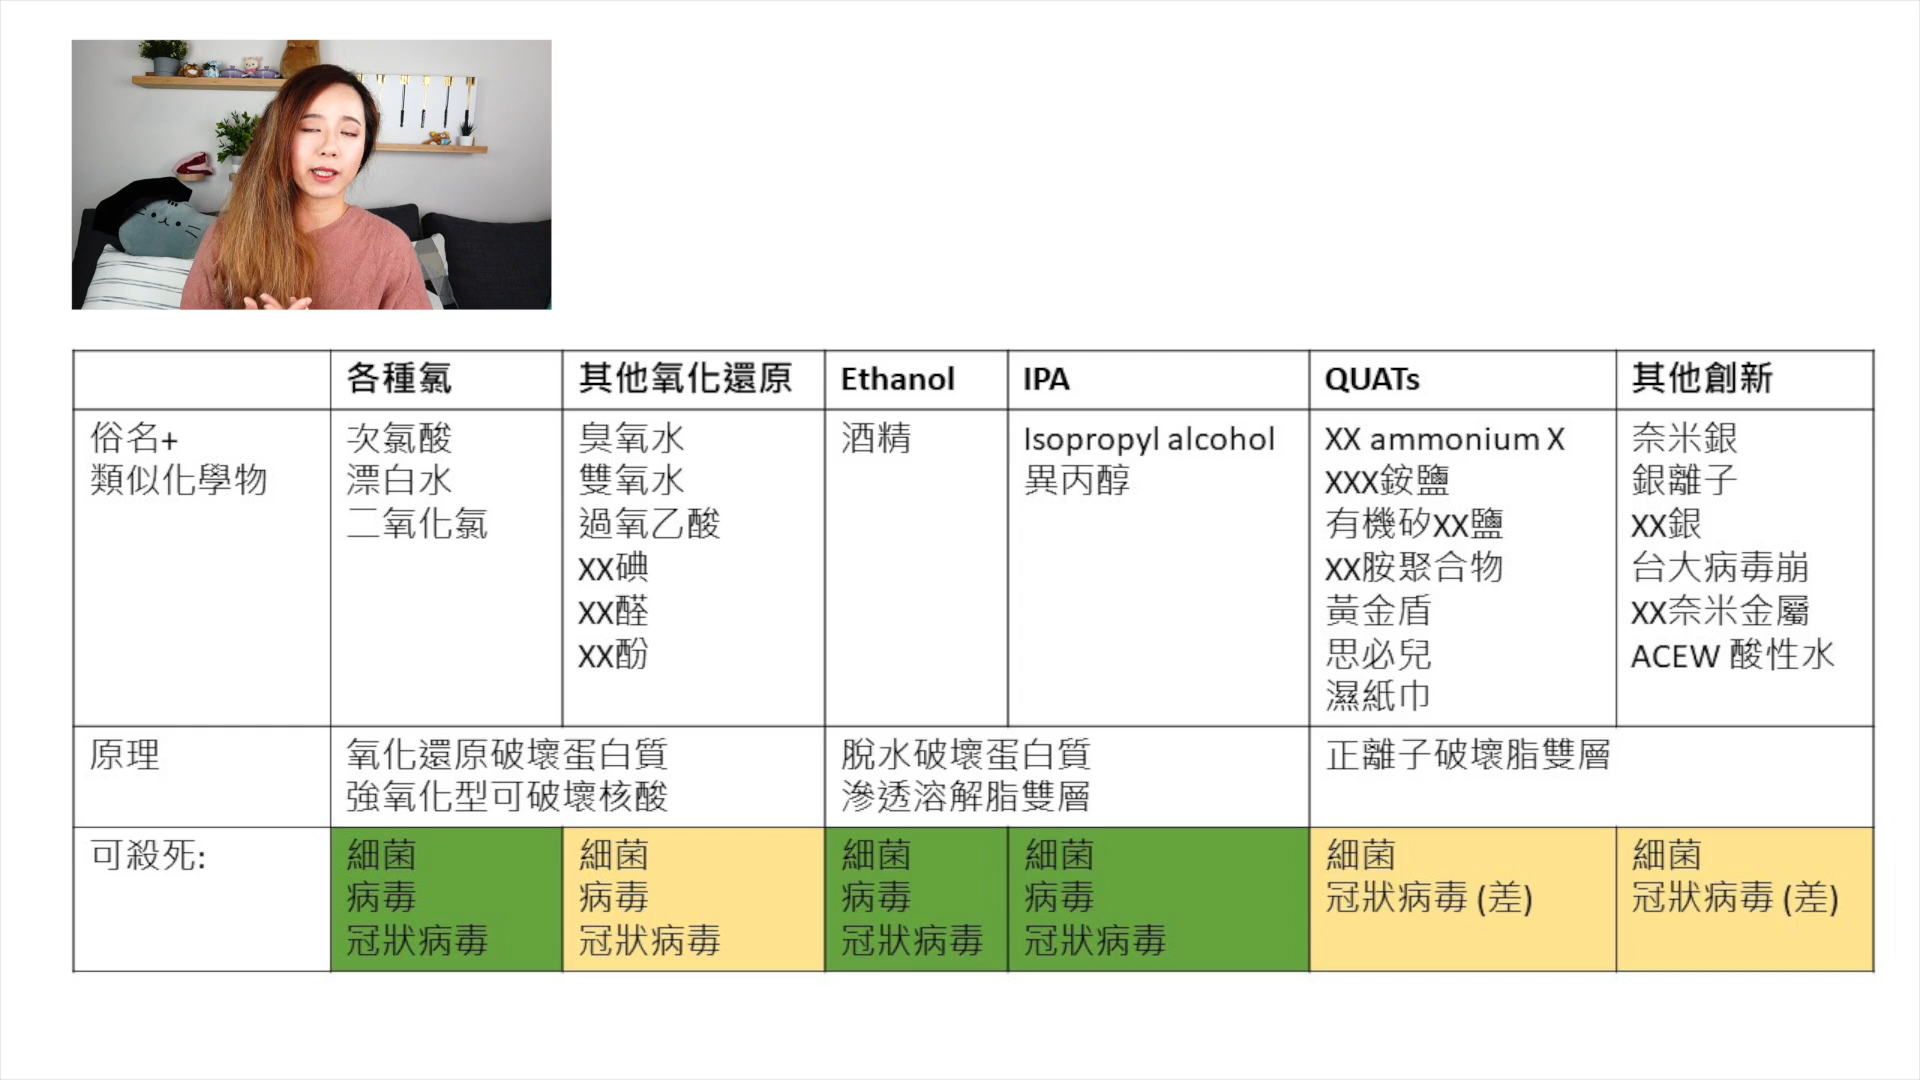 各種氯
其他氧化還原
Ethanol
IPA
QUATs
其他創新
俗名+
類似化學物
次氯酸
漂白水
二氧化氯
臭氧水
雙氧水
過氧乙酸
XX碘
XX醛
XX酚
酒精
Isopropyl alcohol
異丙醇
XX ammonium X
XXX銨鹽
有機矽XX鹽
XX胺聚合物
黃金盾
思必兒
濕紙巾
奈米銀
銀離子
XX銀
台大病毒崩
XX奈米金屬
ACEW 酸性水
原理
氧化還原破壞蛋白質
強氧化型可破壞核酸
脫水破壞蛋白質
滲透溶解脂雙層
正離子破壞脂雙層
可殺死:
細菌
病毒
冠狀病毒
細菌
病毒
冠狀病毒
細菌
病毒
冠狀病毒
細菌
病毒
冠狀病毒
細菌
冠狀病毒 (差)
細菌
冠狀病毒 (差)